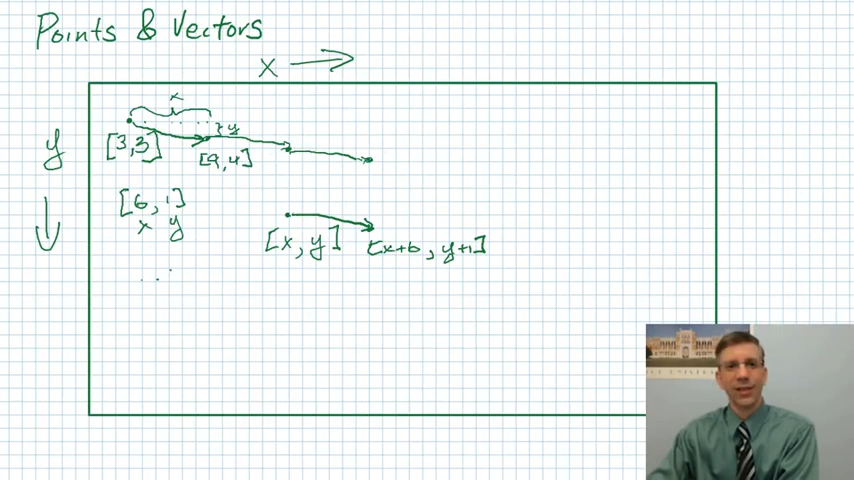 Points & Vectors
x
x
y
y
[3,3]
[9,4]
[6,1]
x y
[x, y]
[x+6, y+1]
...